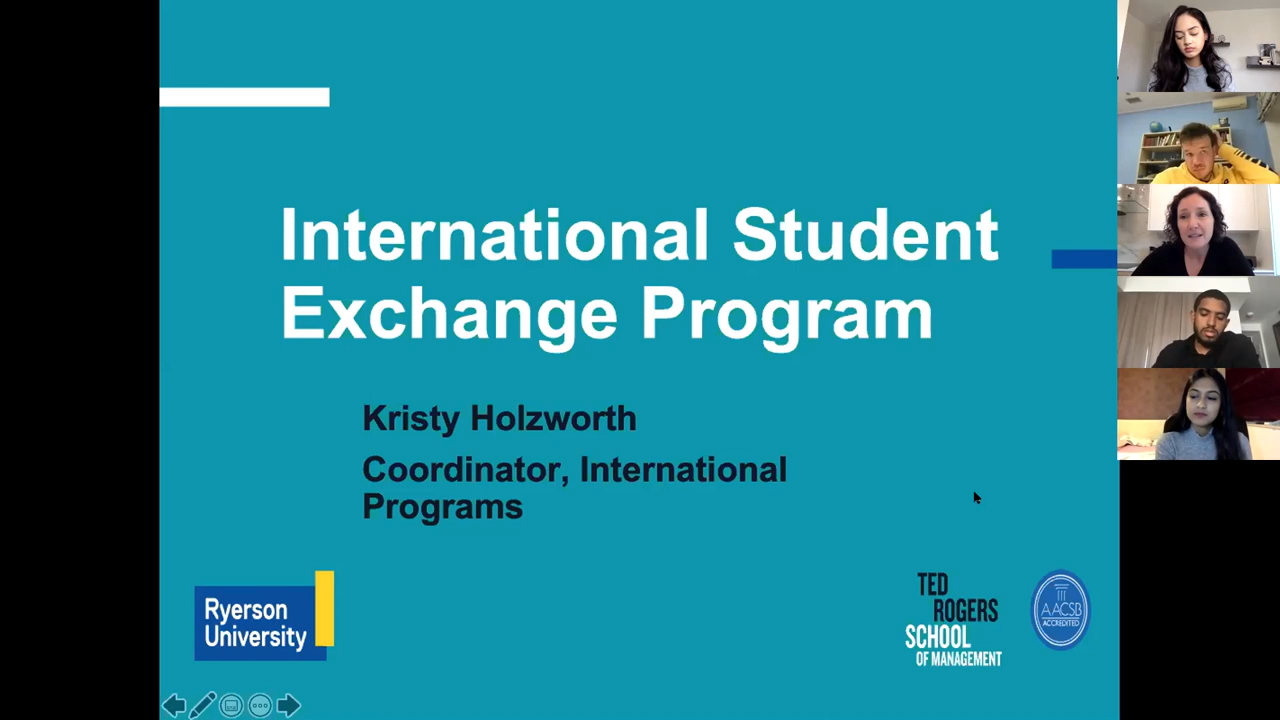 International Student
Exchange Program
Kristy Holzworth
Coordinator, International
Programs
Ryerson
University
TED
ROGERS
SCHOOL
OF MANAGEMENT
AACSB
ACCREDITED